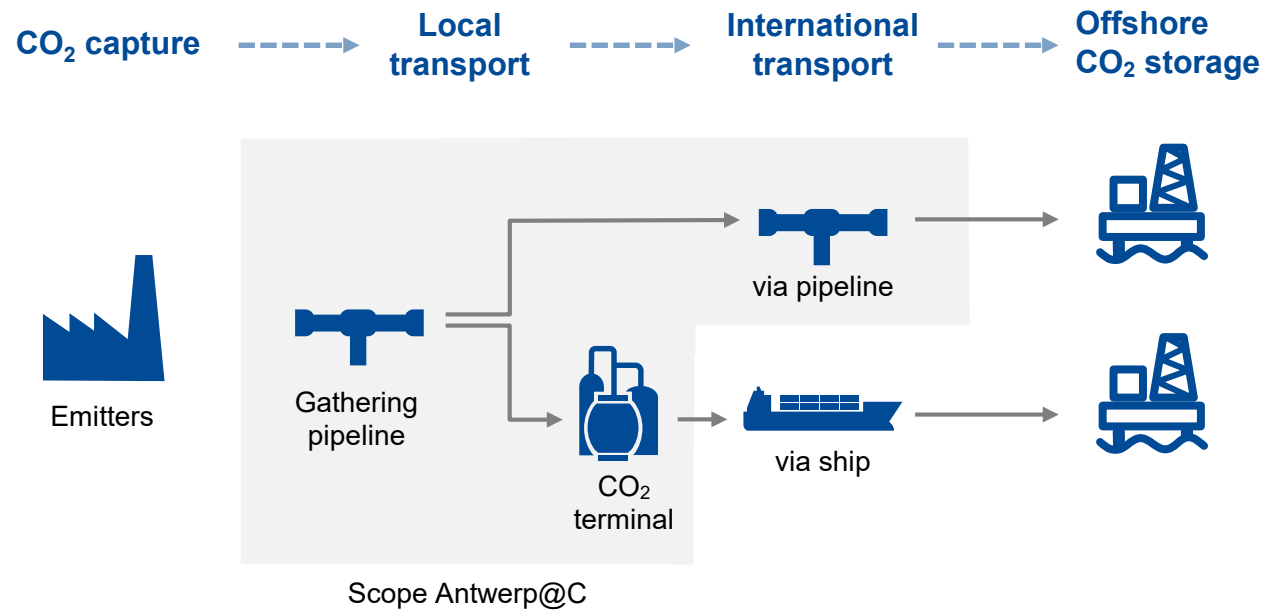 CO₂ capture
Local
transport
International
transport
Offshore
CO₂ storage
via pipeline
Emitters
Gathering
pipeline
via ship
CO₂
terminal
Scope Antwerp@C